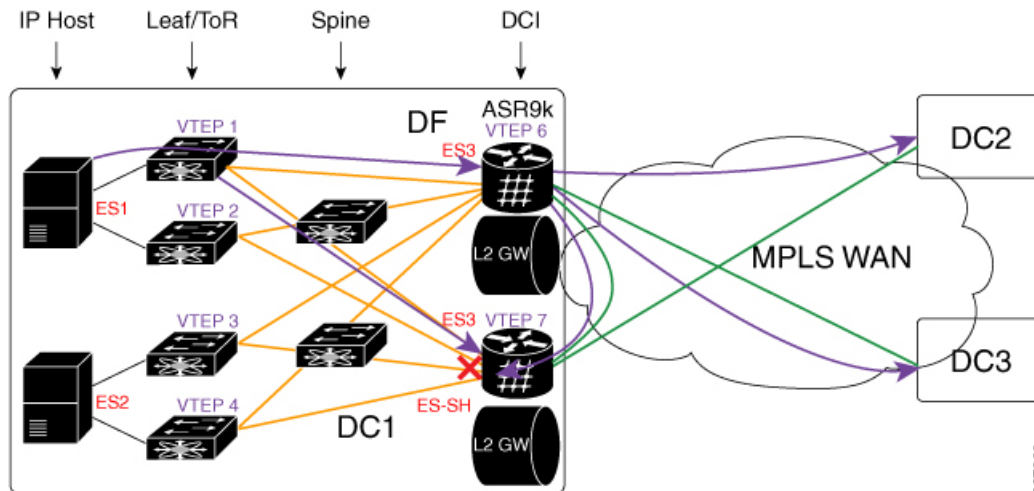 IP Host
Leaf/ToR
Spine
DCI
ASR9k
DF
VTEP 1
VTEP 6
ES3
DC2
ES1
VTEP 2
L2 GW
MPLS WAN
VTEP 3
ES3
VTEP 7
DC3
ES2
VTEP 4
ES-SH
DC1
L2 GW